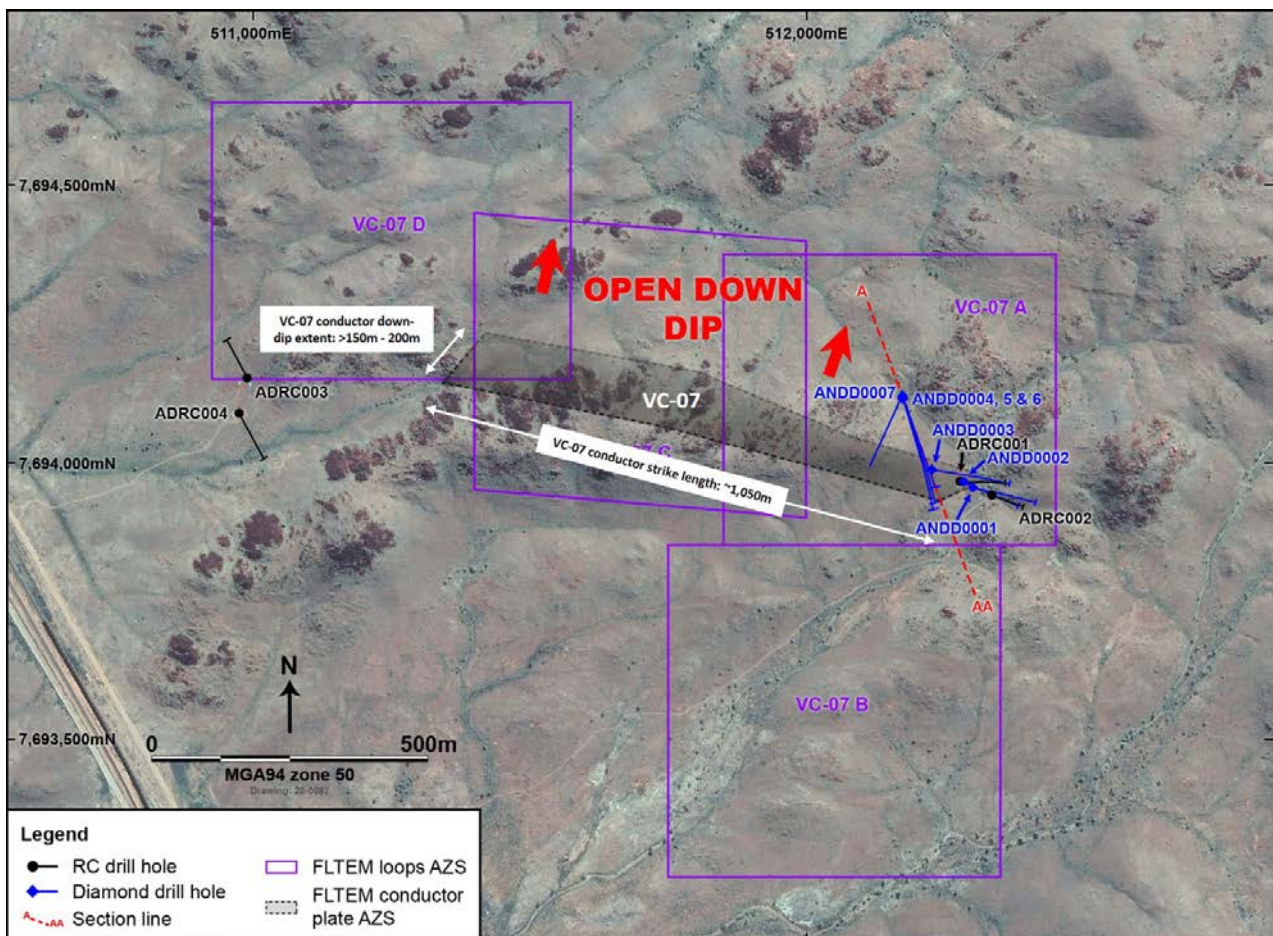 511,000mE
512,000mE
7,694,500mN
VC-07 D
VC-07 A
A
OPEN DOWN
DIP
VC-07 conductor down-
dip extent: >150m - 200m
ADRC003
ADRC004
ANDD0007
ANDD0004, 5 & 6
VC-07
ANDD0003
ADRC001
ANDD0002
7,694,000mN
VC-07 conductor strike length: ~1,050m
ANDD0001
ADRC002
AA
N
VC-07 B
7,693,500mN
0
500m
MGA94 zone 50
Legend
RC drill hole
Diamond drill hole
A
AA
Section line
FLTEM loops AZS
FLTEM conductor
plate AZS